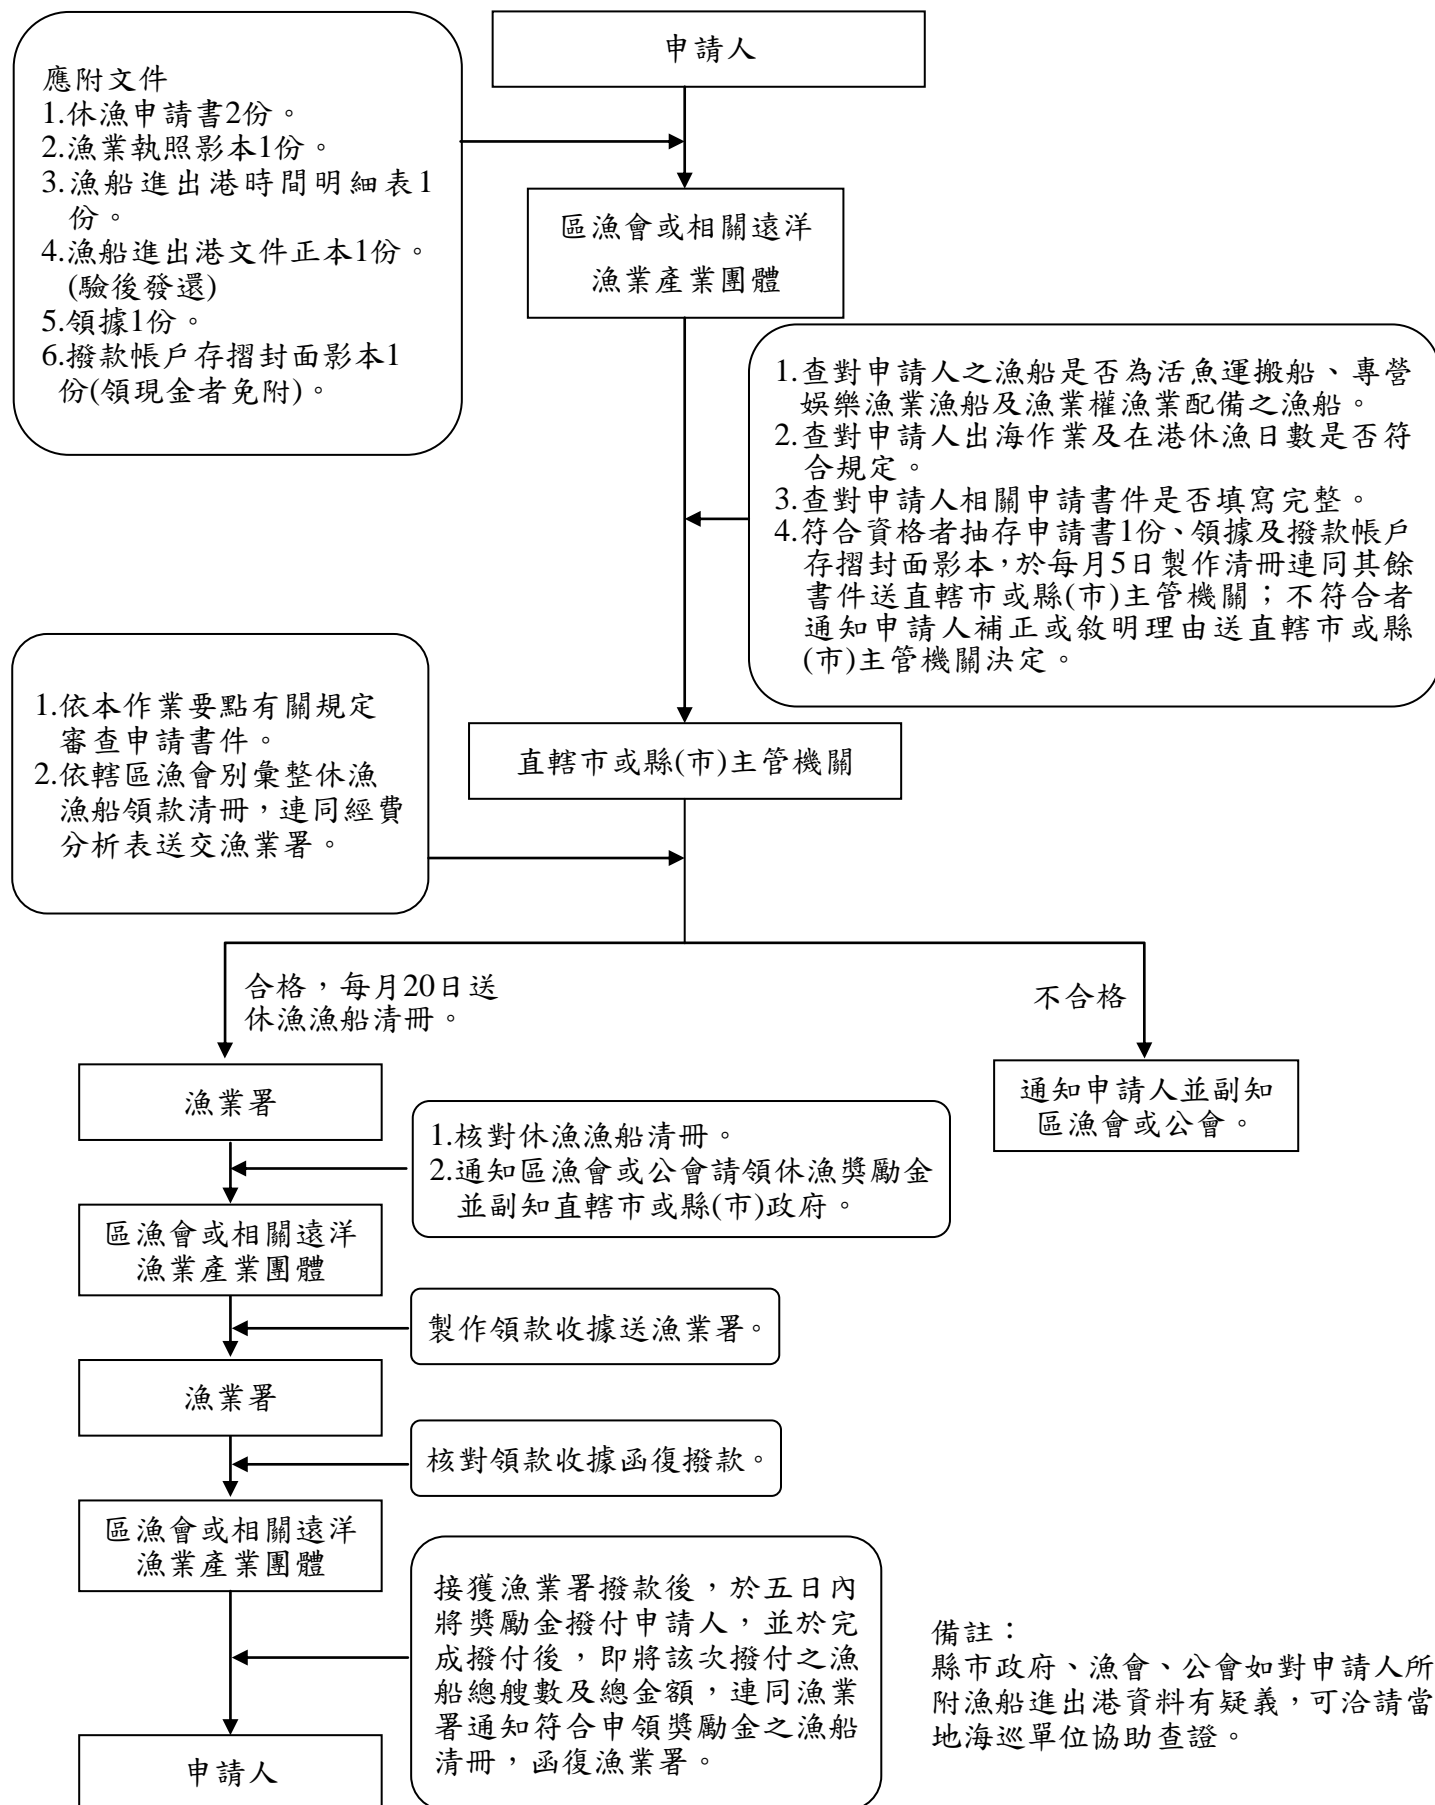 申請人
應附文件
1.休漁申請書2份。
2.漁業執照影本1份。
3.漁船進出港時間明細表1
份。
4.漁船進出港文件正本1份。
(驗後發還)
5.領據1份。
6.撥款帳戶存摺封面影本1
份(領現金者免附)。
區漁會或相關遠洋
漁業產業團體
1.查對申請人之漁船是否為活魚運搬船、專營
娛樂漁業漁船及漁業權漁業配備之漁船。
2.查對申請人出海作業及在港休漁日數是否符
合規定。
3.查對申請人相關申請書件是否填寫完整。
4.符合資格者抽存申請書1份、領據及撥款帳戶
存摺封面影本,於每月5日製作清冊連同其餘
書件送直轄市或縣(市)主管機關;不符合者
通知申請人補正或敘明理由送直轄市或縣
(市)主管機關決定。
1.依本作業要點有關規定
審查申請書件。
2.依轄區漁會別彙整休漁
漁船領款清冊,連同經費
分析表送交漁業署。
直轄市或縣(市)主管機關
合格,每月20日送
休漁漁船清冊。
不合格
漁業署
通知申請人並副知
區漁會或公會。
1.核對休漁漁船清冊。
2.通知區漁會或公會請領休漁獎勵金
並副知直轄市或縣(市)政府。
區漁會或相關遠洋
漁業產業團體
製作領款收據送漁業署。
漁業署
核對領款收據函復撥款。
區漁會或相關遠洋
漁業產業團體
接獲漁業署撥款後,於五日內
將獎勵金撥付申請人,並於完
成撥付後,即將該次撥付之漁
船總艘數及總金額,連同漁業
署通知符合申領獎勵金之漁船
清冊,函復漁業署。
備註:
縣市政府、漁會、公會如對申請人所
附漁船進出港資料有疑義,可洽請當
地海巡單位協助查證。
申請人